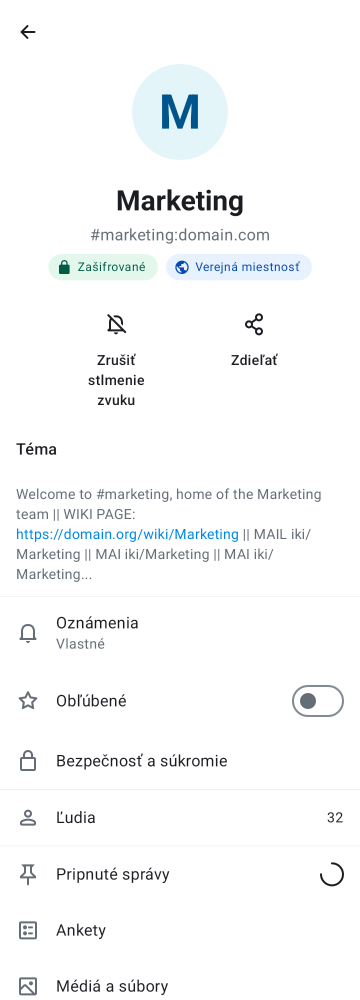 M
Marketing
#marketing:domain.com
Zašifrované
Verejná miestnosť
Zrušiť
stlmenie
zvuku
Zdieľať
Téma
Welcome to #marketing, home of the Marketing
team || WIKI PAGE:
https://domain.org/wiki/Marketing || MAIL iki/
Marketing || MAI iki/Marketing || MAI iki/
Marketing...
Oznámenia
Vlastné
Obľúbené
Bezpečnosť a súkromie
Ľudia 32
Pripnuté správy
Ankety
Médiá a súbory